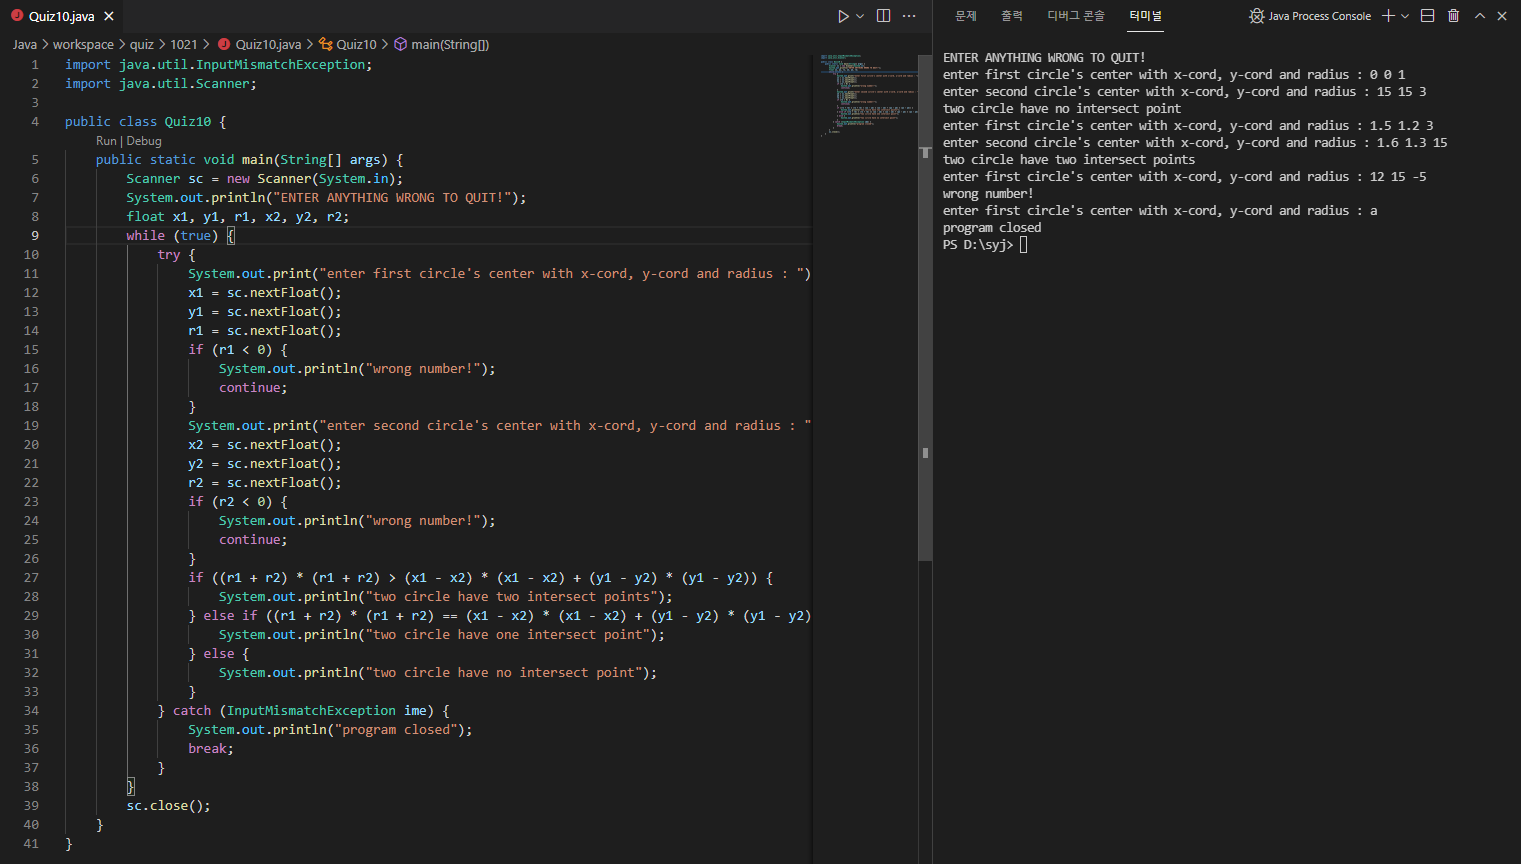 Quiz10.java
Java > workspace > quiz > 1021 > Quiz10.java > Quiz10 > main(String[])
1 import java.util.InputMismatchException;
2 import java.util.Scanner;
3
4 public class Quiz10 {
Run | Debug
5 public static void main(String[] args) {
6 Scanner sc = new Scanner(System.in);
7 System.out.println("ENTER ANYTHING WRONG TO QUIT!");
8 float x1, y1, r1, x2, y2, r2;
9 while (true) {
10 try {
11 System.out.print("enter first circle's center with x-cord, y-cord and radius : ")
12 x1 = sc.nextFloat();
13 y1 = sc.nextFloat();
14 r1 = sc.nextFloat();
15 if (r1 < 0) {
16 System.out.println("wrong number!");
17 continue;
18 }
19 System.out.print("enter second circle's center with x-cord, y-cord and radius : "
20 x2 = sc.nextFloat();
21 y2 = sc.nextFloat();
22 r2 = sc.nextFloat();
23 if (r2 < 0) {
24 System.out.println("wrong number!");
25 continue;
26 }
27 if ((r1 + r2) * (r1 + r2) > (x1 - x2) * (x1 - x2) + (y1 - y2) * (y1 - y2)) {
28 System.out.println("two circle have two intersect points");
29 } else if ((r1 + r2) * (r1 + r2) == (x1 - x2) * (x1 - x2) + (y1 - y2) * (y1 - y2)
30 System.out.println("two circle have one intersect point");
31 } else {
32 System.out.println("two circle have no intersect point");
33 }
34 } catch (InputMismatchException ime) {
35 System.out.println("program closed");
36 break;
37 }
38 }
39 sc.close();
40 }
41 }
문제 출력 디버그 콘솔 터미널 Java Process Console
ENTER ANYTHING WRONG TO QUIT!
enter first circle's center with x-cord, y-cord and radius : 0 0 1
enter second circle's center with x-cord, y-cord and radius : 15 15 3
two circle have no intersect point
enter first circle's center with x-cord, y-cord and radius : 1.5 1.2 3
enter second circle's center with x-cord, y-cord and radius : 1.6 1.3 15
two circle have two intersect points
enter first circle's center with x-cord, y-cord and radius : 12 15 -5
wrong number!
enter first circle's center with x-cord, y-cord and radius : a
program closed
PS D:\syj>